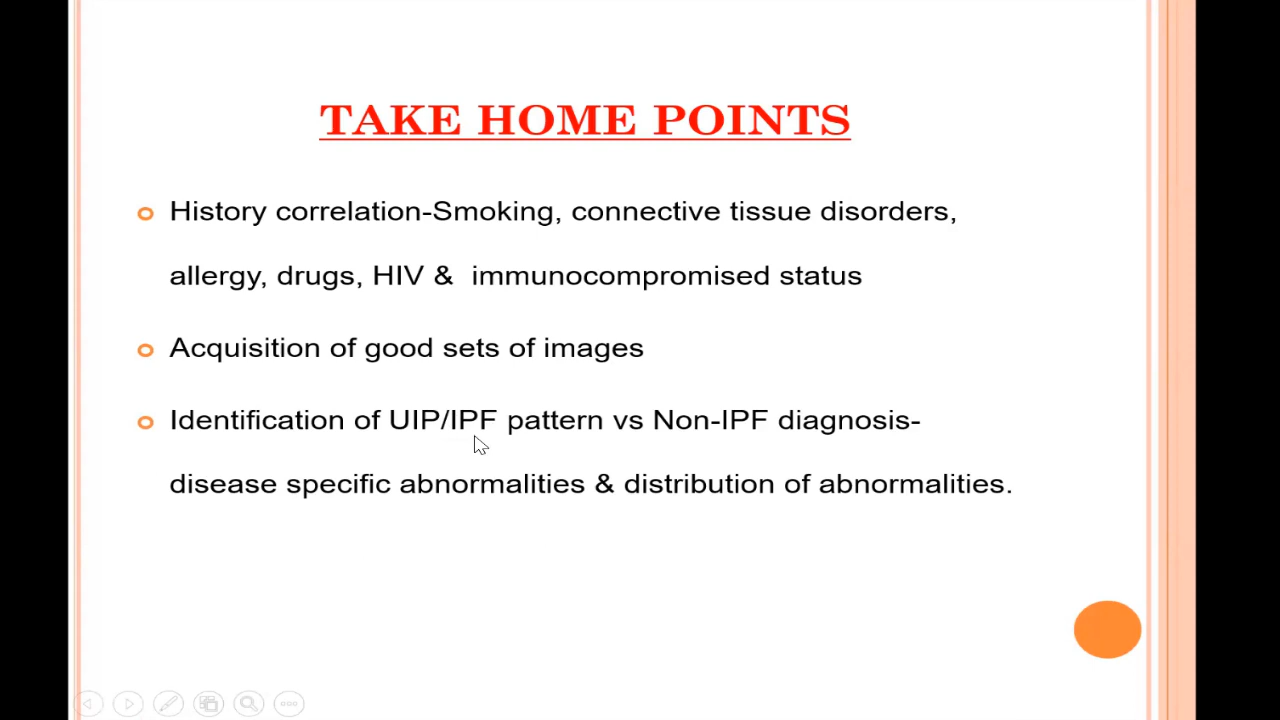 TAKE HOME POINTS
History correlation-Smoking, connective tissue disorders,
allergy, drugs, HIV &  immunocompromised status
Acquisition of good sets of images
Identification of UIP/IPF pattern vs Non-IPF diagnosis-
disease specific abnormalities & distribution of abnormalities.